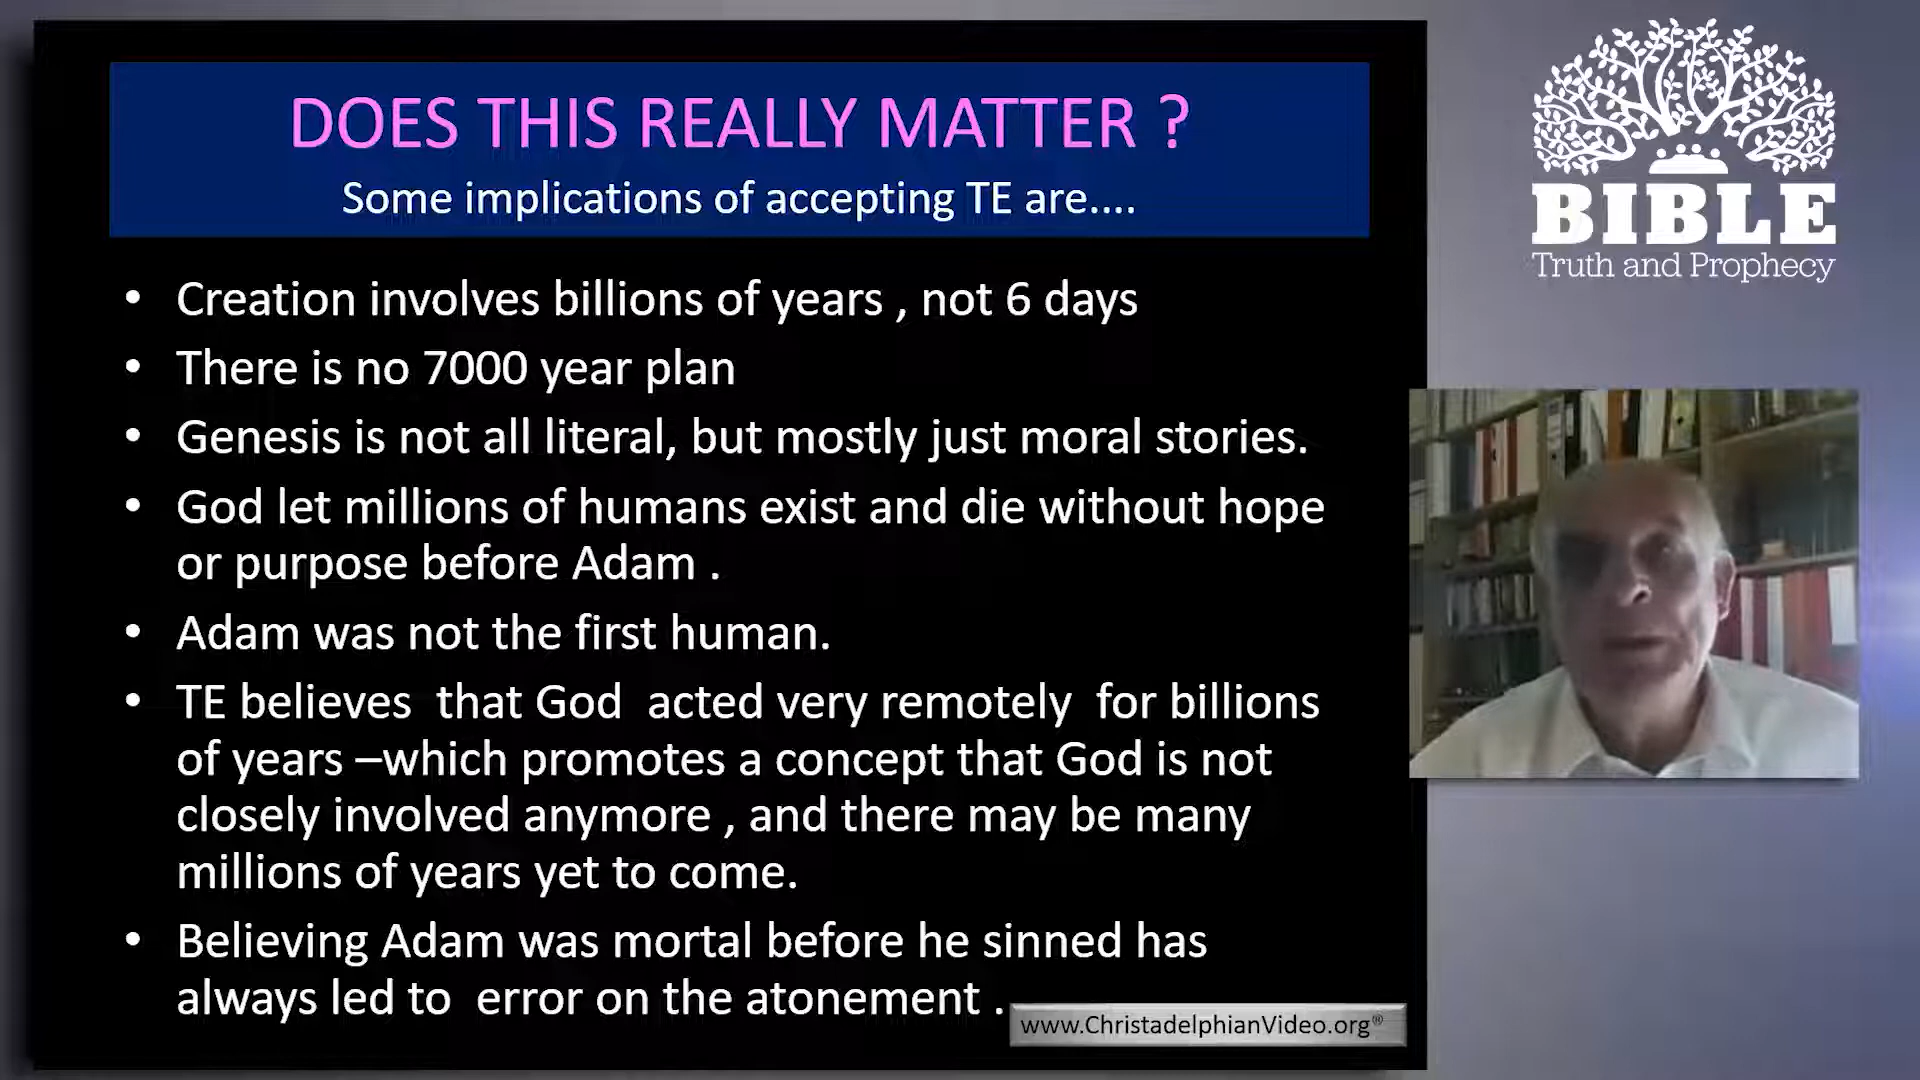 DOES THIS REALLY MATTER ?
Some implications of accepting TE are....
• Creation involves billions of years , not 6 days
• There is no 7000 year plan
• Genesis is not all literal, but mostly just moral stories.
• God let millions of humans exist and die without hope
or purpose before Adam .
• Adam was not the first human.
• TE believes that God acted very remotely for billions
of years –which promotes a concept that God is not
closely involved anymore , and there may be many
millions of years yet to come.
• Believing Adam was mortal before he sinned has
always led to error on the atonement .
www.ChristadelphianVideo.org®
BIBLE
Truth and Prophecy